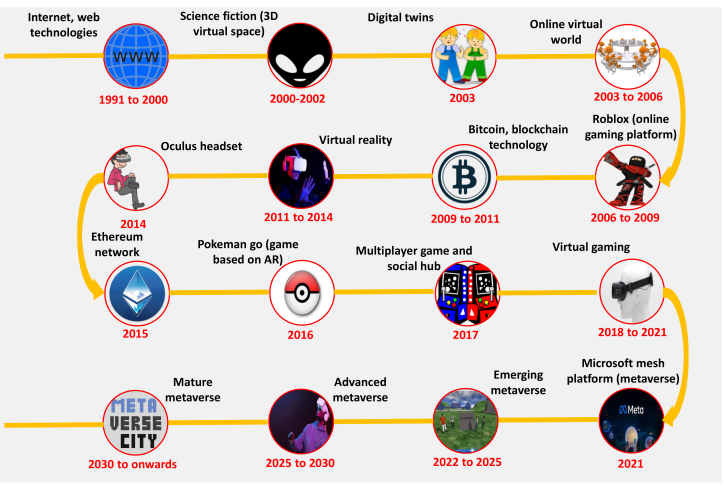 Internet, web
technologies
Science fiction (3D
virtual space)
Digital twins
Online virtual
world
WWW
1991 to 2000
2000-2002
2003
2003 to 2006
Oculus headset
Virtual reality
Bitcoin, blockchain
technology
Roblox (online
gaming platform)
2014
2011 to 2014
2009 to 2011
2006 to 2009
Ethereum
network
Pokeman go (game
based on AR)
Multiplayer game and
social hub
Virtual gaming
2015
2016
2017
2018 to 2021
Mature
metaverse
Advanced
metaverse
Emerging
metaverse
Microsoft mesh
platform (metaverse)
META
VERSE
CITY
Meta
2030 to onwards
2025 to 2030
2022 to 2025
2021